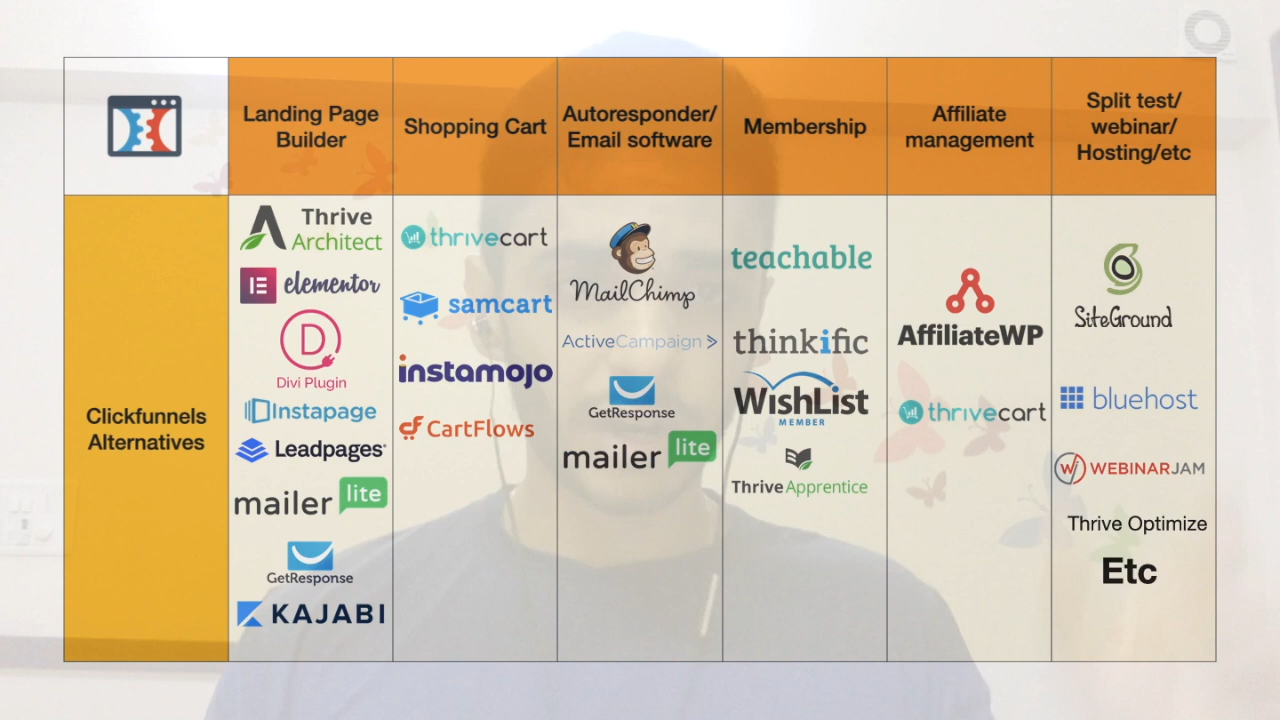 Landing Page
Builder
Shopping Cart
Autoresponder/
Email software
Membership
Affiliate
management
Split test/
webinar/
Hosting/etc
Clickfunnels
Alternatives
Thrive
Architect
elementor
Divi Plugin
Instapage
Leadpages
mailer lite
GetResponse
KAJABI
thrivecart
samcart
instamojo
CartFlows
MailChimp
ActiveCampaign >
GetResponse
mailer lite
teachable
thinkific
WishList
MEMBER
Thrive Apprentice
AffiliateWP
thrivecart
SiteGround
bluehost
WEBINARJAM
Thrive Optimize
Etc